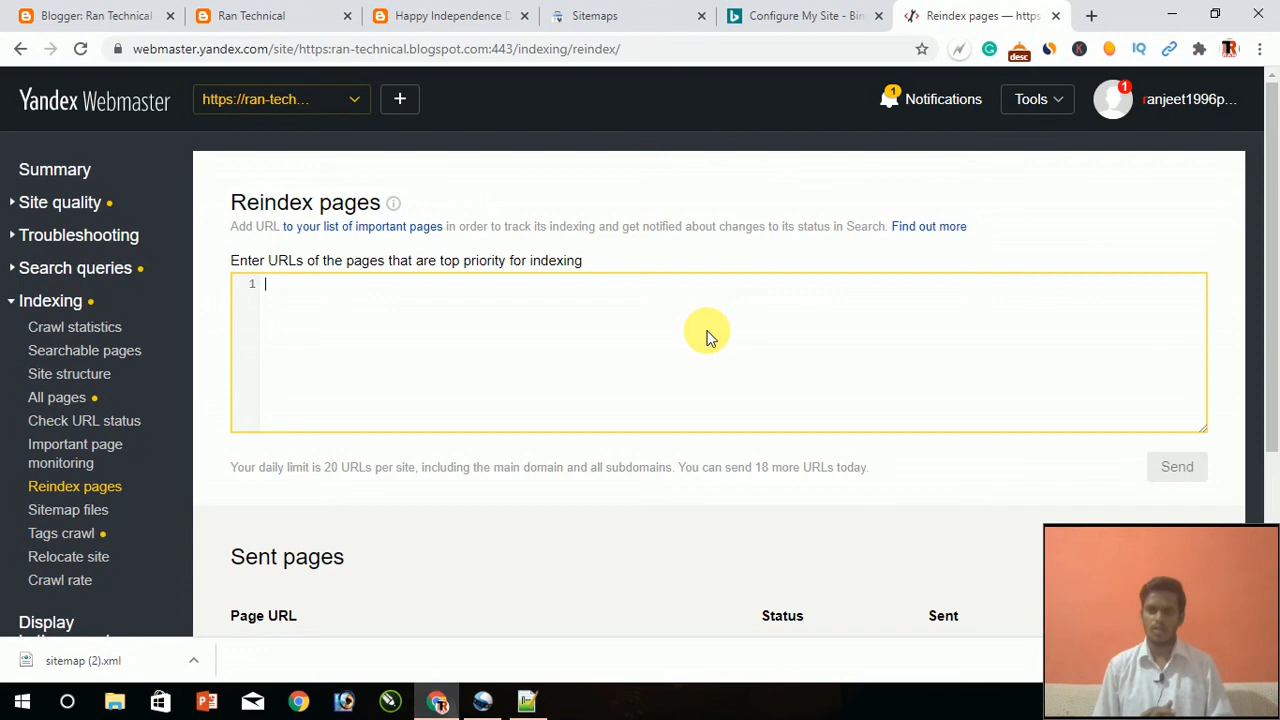 Blogger: Ran Technical
Ran Technical
Happy Independence D
Sitemaps
Configure My Site - Bin
Reindex pages — https
webmaster.yandex.com/site/https:ran-technical.blogspot.com:443/indexing/reindex/
desc
IQ
Yandex Webmaster
https://ran-tech...
+
1
Notifications
Tools
1
ranjeet1996p...
Summary
Site quality
Troubleshooting
Search queries
Indexing
Crawl statistics
Searchable pages
Site structure
All pages
Check URL status
Important page
monitoring
Reindex pages
Sitemap files
Tags crawl
Relocate site
Crawl rate
Display
Reindex pages
Add URL to your list of important pages in order to track its indexing and get notified about changes to its status in Search. Find out more
Enter URLs of the pages that are top priority for indexing
1
Your daily limit is 20 URLs per site, including the main domain and all subdomains. You can send 18 more URLs today.
Send
Sent pages
Page URL
Status
Sent
sitemap (2).xml